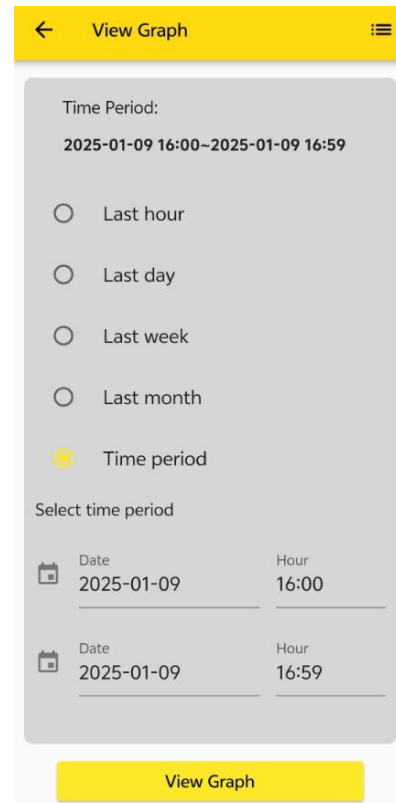 View Graph
Time Period:
2025-01-09 16:00~2025-01-09 16:59
Last hour
Last day
Last week
Last month
Time period
Select time period
Date Hour
2025-01-09 16:00
Date Hour
2025-01-09 16:59
View Graph